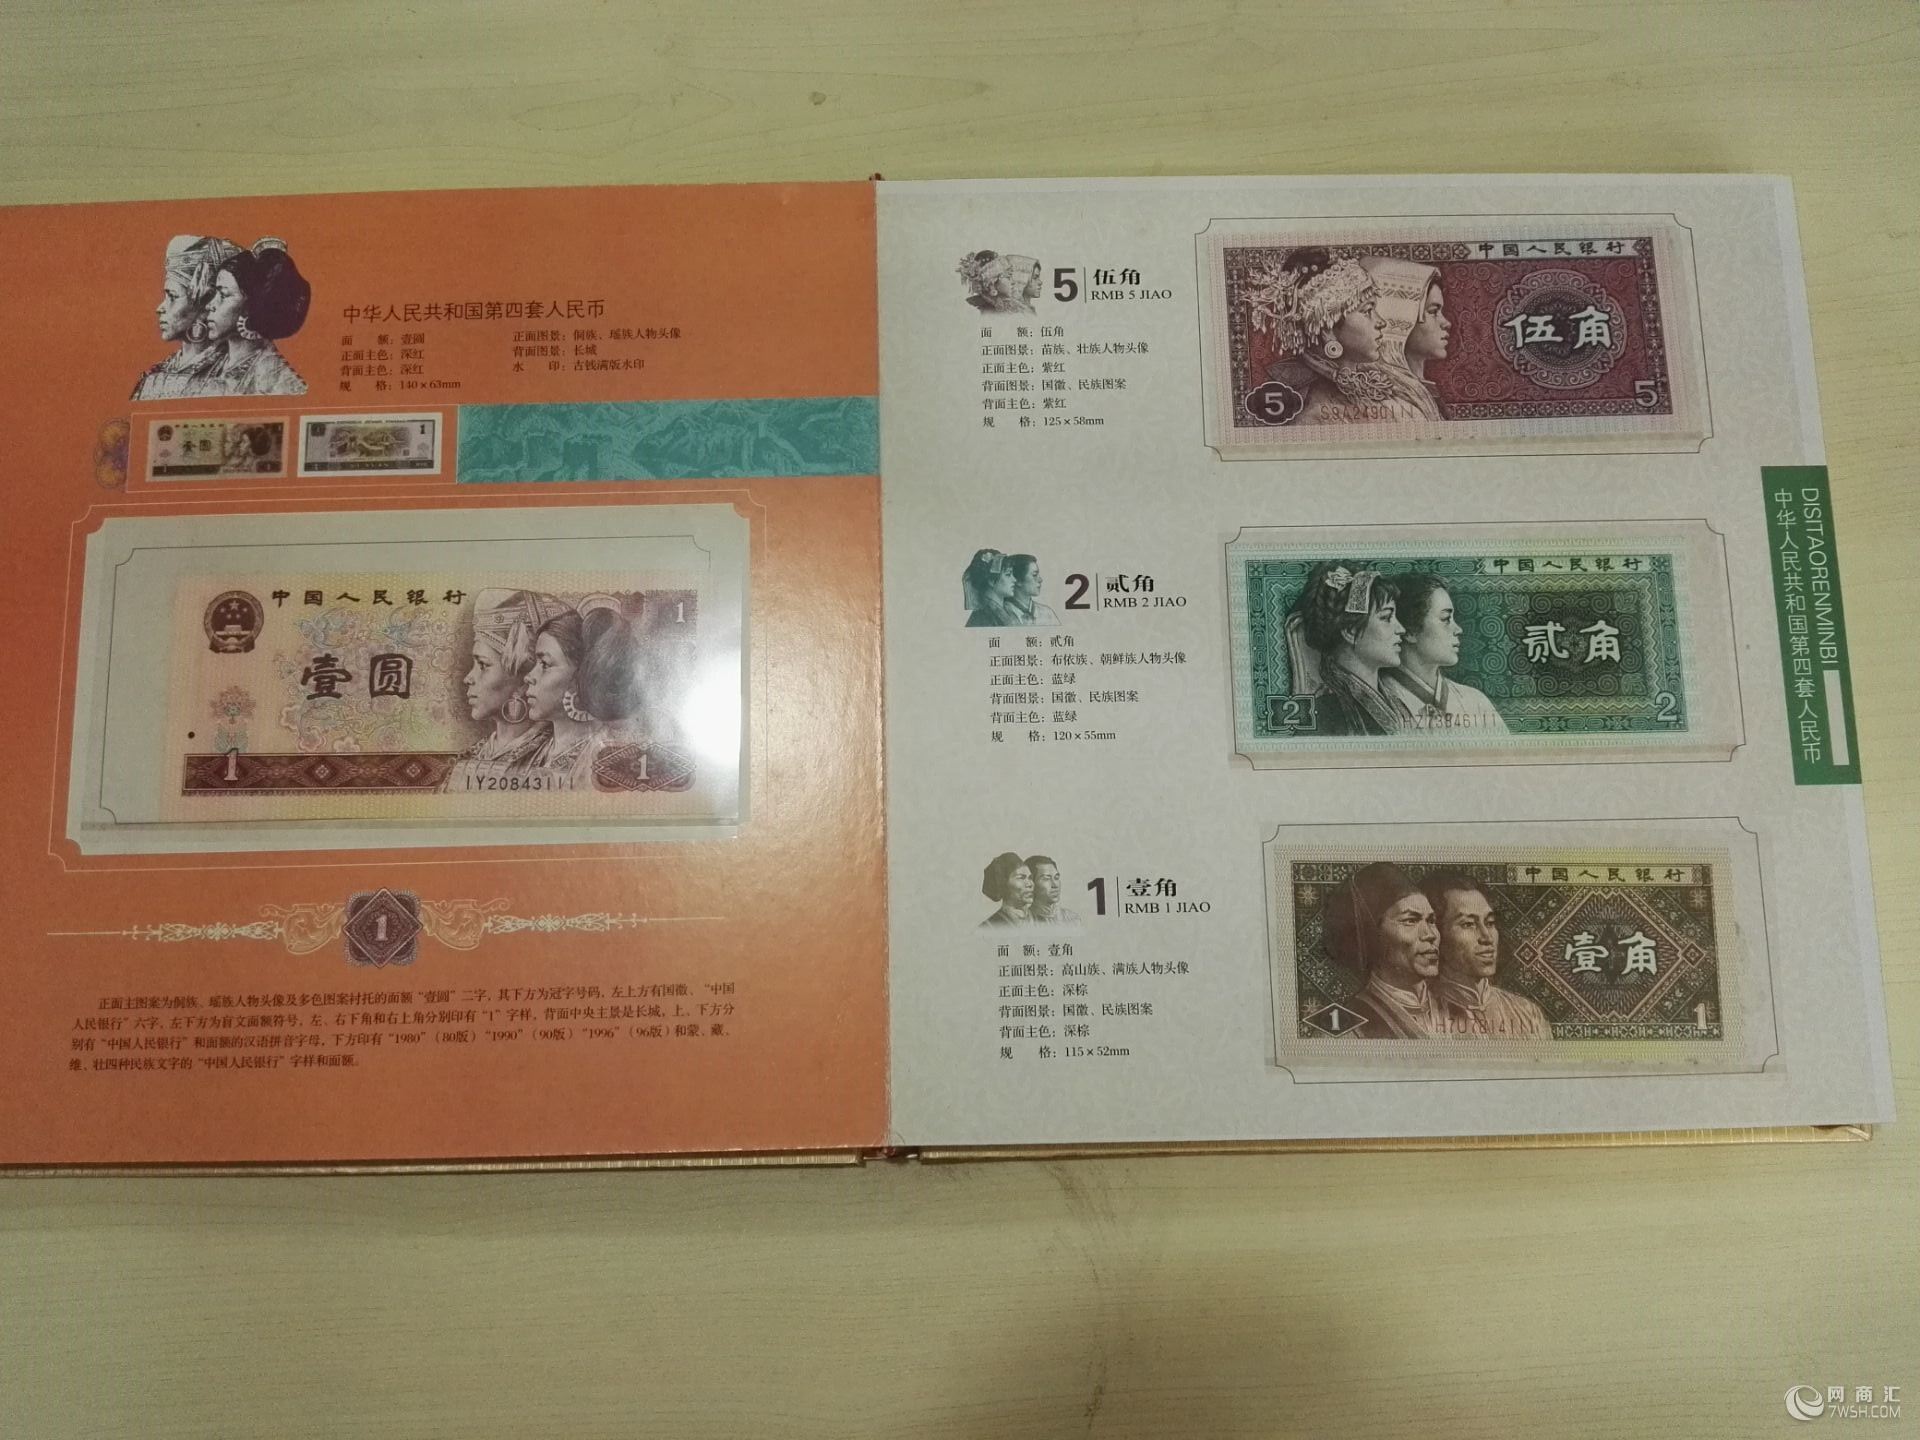 中华人民共和国第四套人民币
面 额：壹圆
正面主色：深红
背面主色：深红
规 格：140×63mm
正面图景：侗族、瑶族人物头像
背面图景：长城
水 印：古钱满版水印
中国人民银行
壹圆
1
1
1
IY20843111
1
正面主图案为侗族、瑶族人物头像及多色图案衬托的面额“壹圆”二字，其下方为冠字号码，左上方有国徽、“中国
人民银行”六字，左下方为盲文面额符号，左、右下角和右上角分别印有“1”字样，背面中央主景是长城，上、下方分
别有“中国人民银行”和面额的汉语拼音字母，下方印有“1980”（80版）“1990”（90版）“1996”（96版）和蒙、藏、
维、壮四种民族文字的“中国人民银行”字样和面额。
5 伍角
RMB 5 JIAO
面 额：伍角
正面图景：苗族、壮族人物头像
正面主色：紫红
背面图景：国徽、民族图案
背面主色：紫红
规 格：125×58mm
中国人民银行
伍角
5
5
S9A2490111
2 贰角
RMB 2 JIAO
面 额：贰角
正面图景：布依族、朝鲜族人物头像
正面主色：蓝绿
背面图景：国徽、民族图案
背面主色：蓝绿
规 格：120×55mm
中国人民银行
贰角
2
2
HZ73846111
1 壹角
RMB 1 JIAO
面 额：壹角
正面图景：高山族、满族人物头像
正面主色：深棕
背面图景：国徽、民族图案
背面主色：深棕
规 格：115×52mm
中国人民银行
壹角
1
1
H7U7814111
DISITAORENMINBI
中华人民共和国第四套人民币
网商汇
7WSH.COM